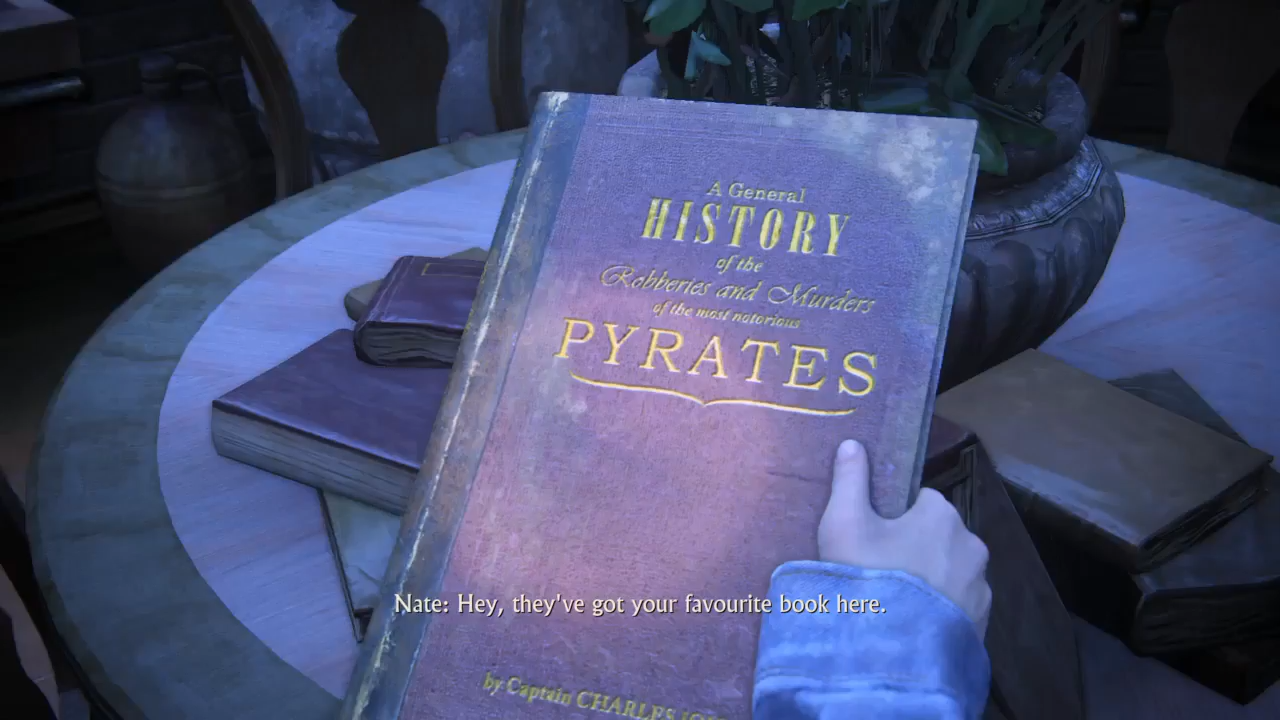 A General
HISTORY
of the
Robberies and Murders
of the most notorious
PYRATES
Nate: Hey, they've got your favourite book here.
by Captain CHARLES